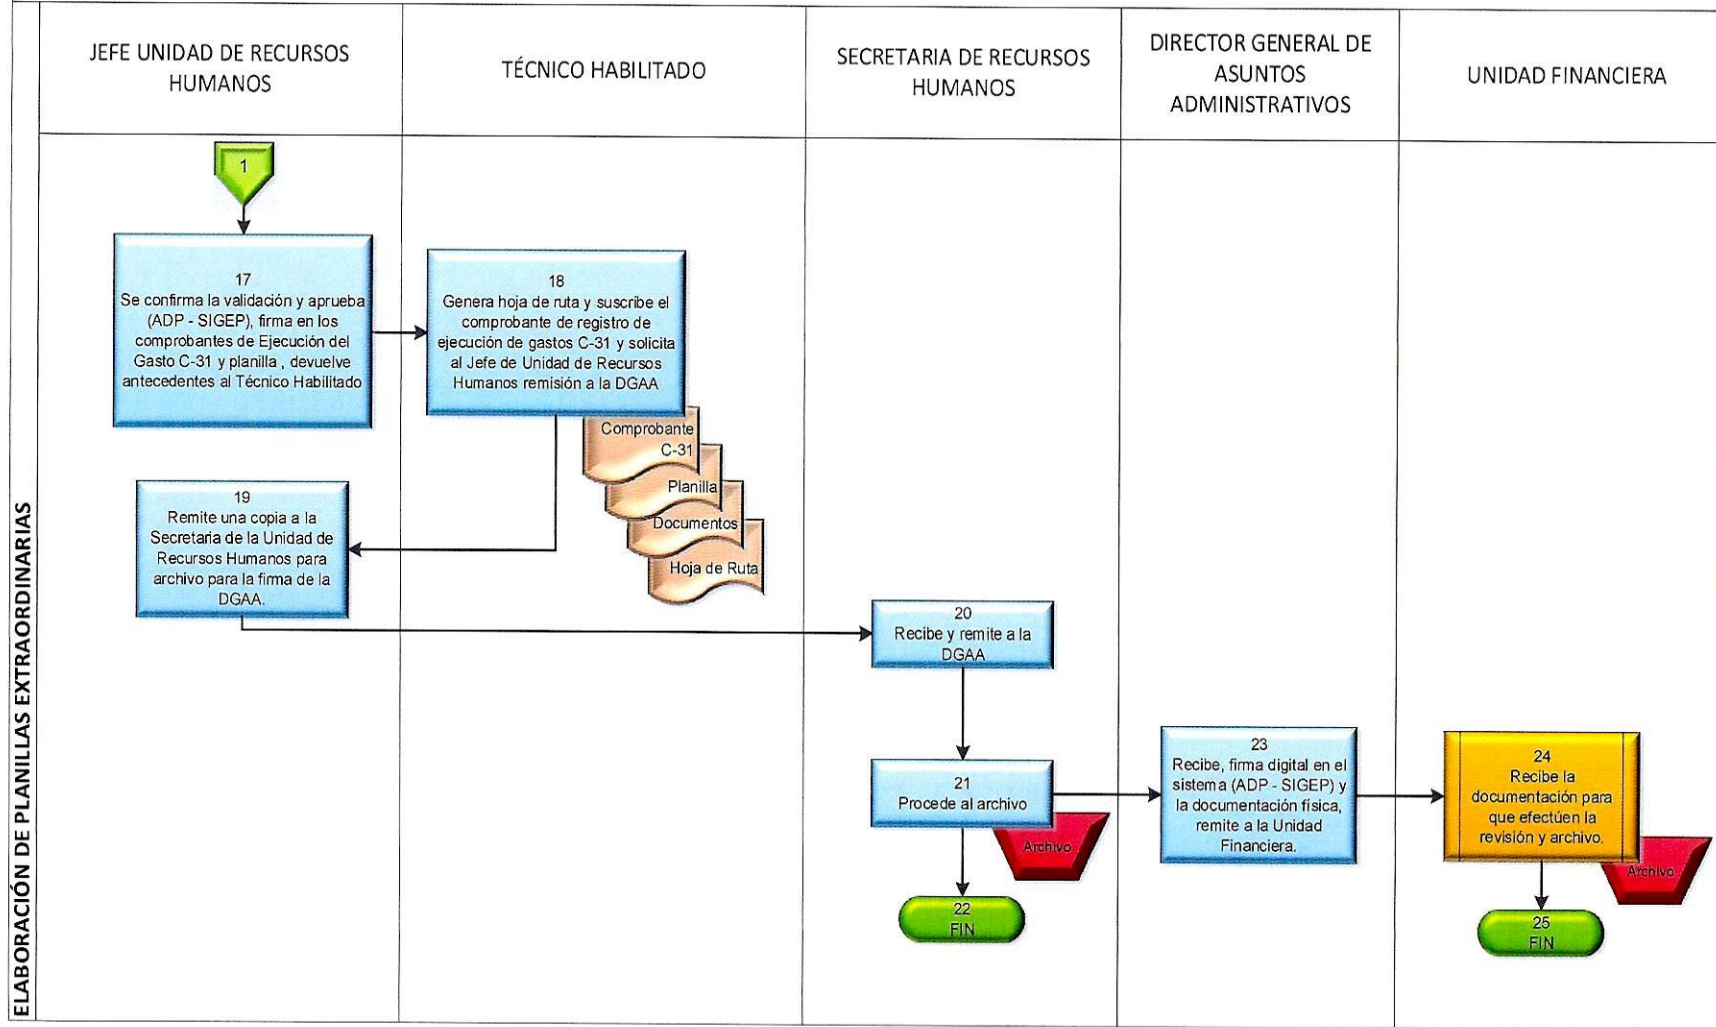 JEFE UNIDAD DE RECURSOS
HUMANOS
TÉCNICO HABILITADO
SECRETARIA DE RECURSOS
HUMANOS
DIRECTOR GENERAL DE
ASUNTOS
ADMINISTRATIVOS
UNIDAD FINANCIERA
ELABORACIÓN DE PLANILLAS EXTRAORDINARIAS
1
17
Se confirma la validación y aprueba
(ADP - SIGEP), firma en los
comprobantes de Ejecución del
Gasto C-31 y planilla , devuelve
antecedentes al Técnico Habilitado
18
Genera hoja de ruta y suscribe el
comprobante de registro de
ejecución de gastos C-31 y solicita
al Jefe de Unidad de Recursos
Humanos remisión a la DGAA
Comprobante
C-31
Planilla
Documentos
Hoja de Ruta
19
Remite una copia a la
Secretaria de la Unidad de
Recursos Humanos para
archivo para la firma de la
DGAA.
20
Recibe y remite a la
DGAA
21
Procede al archivo
Archivo
22
FIN
23
Recibe, firma digital en el
sistema (ADP - SIGEP) y
la documentación física,
remite a la Unidad
Financiera.
24
Recibe la
documentación para
que efectúen la
revisión y archivo.
Archivo
25
FIN